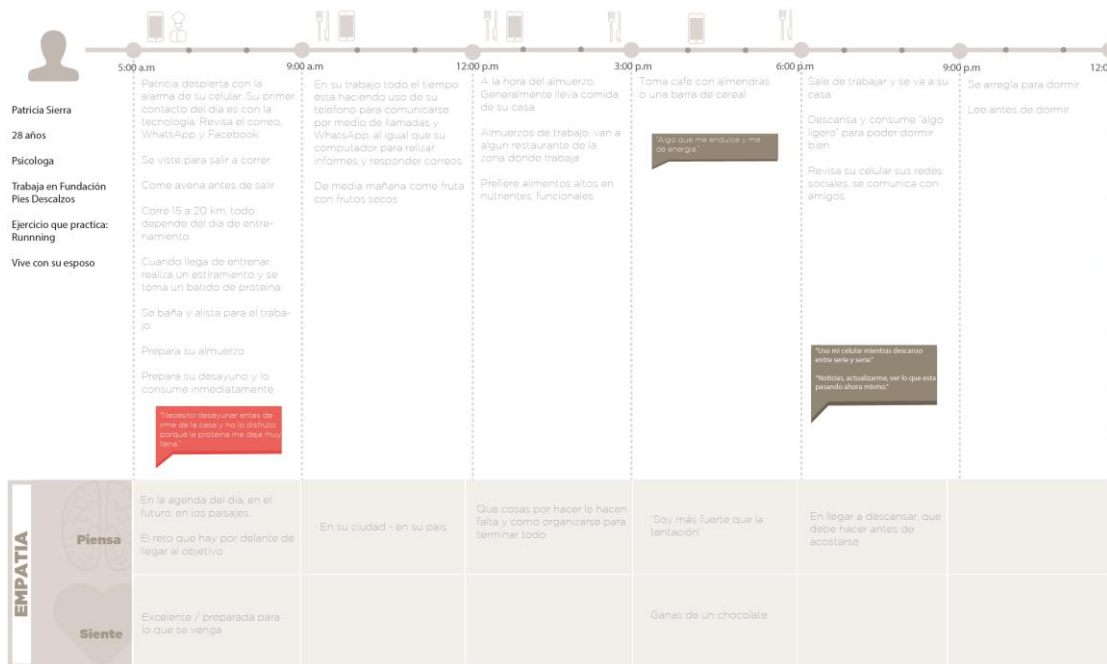 5:00 a.m
9:00 a.m
12:00 p.m
3:00 p.m
6:00 p.m
9:00 p.m
12:0
Patricia Sierra
28 años
Psicologa
Trabaja en Fundación
Pies Descalzos
Ejercicio que practica:
Runnning
Vive con su esposo
Patricia despierta con la
alarma de su celular. Su primer
contacto del día es con la
tecnología. Revisa el correo,
WhatsApp y Facebook
Se viste para salir a correr
Come avena antes de salir
Corre 15 a 20 km, todo
depende del dia de entre-
namiento
Cuando llega de entrenar,
realiza un estiramiento y se
toma un batido de proteina
Se baña y alista para el traba-
jo
Prepara su almuerzo
Prepara su desayuno y lo
consume inmediatamente
"Necesito desayunar antes de
irme de la casa y no lo disfruto
porque la proteina me deja muy
llena."
En su trabajo todo el tiempo
esta haciendo uso de su
telefono para comunicarse
por medio de llamadas y
WhatsApp, al igual que su
computador para relizar
informes y responder correos
De media mañana come fruta
con frutos secos
A la hora del almuerzo,
Generalmente lleva comida
de su casa
Almuerzos de trabajo, van a
algun restaurante de la
zona donde trabaja
Prefiere alimentos altos en
nutrientes, funcionales
Toma cafe con almendras
o una barra de cereal
"Algo que me endulce y me
de energia."
Sale de trabajar y se va a su
casa
Descansa y consume "algo
ligero" para poder dormir
bien
Revisa su celular sus redes
sociales, se comunica con
amigos
"Uso mi celular mientras descanso
entre serie y serie."
"Noticias, actualizarme, ver lo que esta
pasando ahora mismo."
Se arregla para dormir
Lee antes de dormir
EMPATIA
Piensa
En la agenda del dia, en el
futuro, en los paisajes
El reto que hay por delante de
llegar al objetivo
En su ciudad - en su pais
Que cosas por hacer le hacen
falta y como organizarse para
terminar todo
"Soy más fuerte que la
tentación"
En llegar a descansar, que
debe hacer antes de
acostarse
Siente
Excelente / preparada para
lo que se venga
Ganas de un chocolate